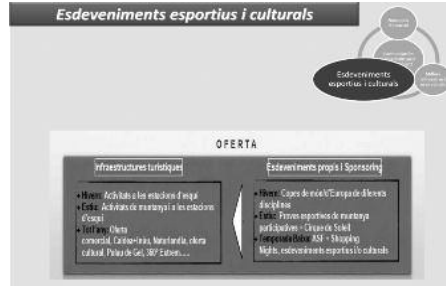 Esdeveniments esportius i culturals
Esdeveniments
esportius i culturals
OFERTA
Infraestructures turístiques
• Hivern: Activitats a les estacions d'esquí
• Estiu: Activitats de muntanya i a les estacions
d'esquí
• Tot l'any: Oferta
comercial, Caldea-Inúu, Naturlandia, oferta
cultural, Palau de Gel, 360º Extrem.....
Esdeveniments propis i Sponsoring
• Hivern: Copes de món/d'Europa de diferents
disciplines
• Estiu: Proves esportives de muntanya
participatives - Cirque de Soleil
• Temporada Baixa: ASF - Shopping
Nights, esdeveniments esportius i/o culturals